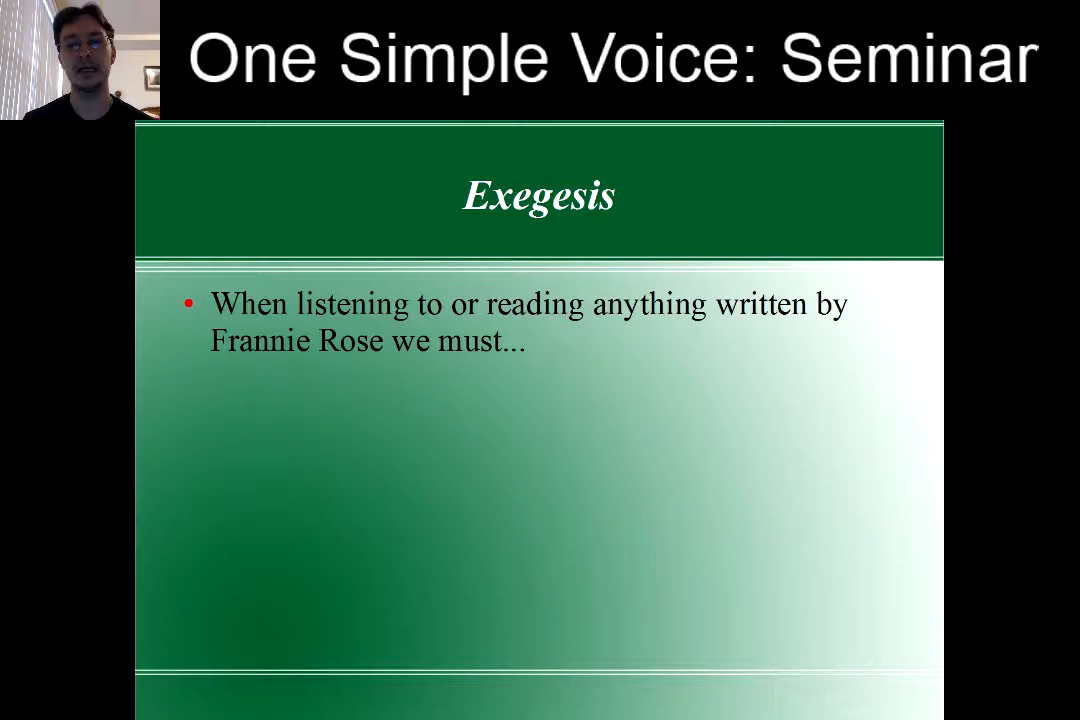 One Simple Voice: Seminar
Exegesis
• When listening to or reading anything written by
Frannie Rose we must...